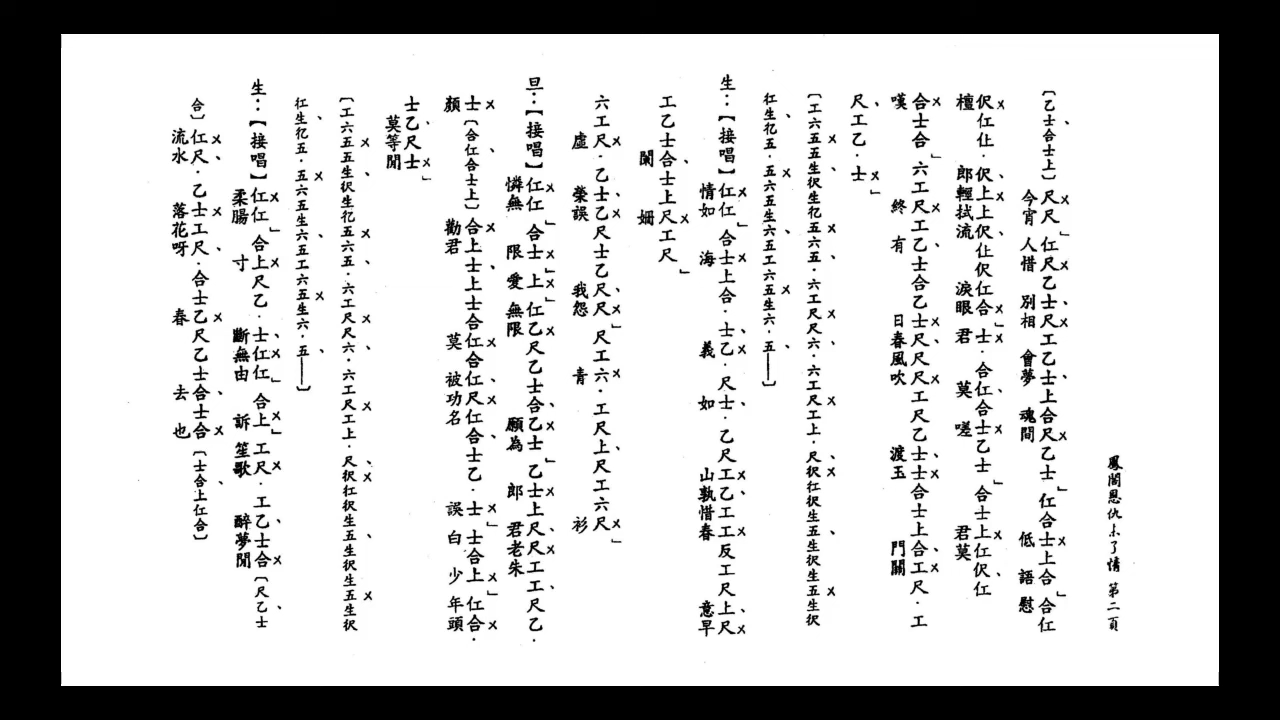 鳳閣恩仇未了情 第二頁
〔乙士合士上〕尺尺」仜尺乙士尺工乙士上合尺乙士」仜合士上合」合仜
今宵人惜別相會夢魂間低語慰
伬仜仩．伬上上伬仩伬仜合」士．合仜合士乙士」合士上仜伬仜
檀郎輕拭流淚眼君莫嗟君莫
合士合」六工尺工乙士合乙士尺尺工尺乙士士合士上合工尺．工
嘆終有日春風吹渡玉門關
尺工乙．士」
〔工六五五生伬生亿五六五．六工尺尺六．六工尺工上．尺伬仜伬生五生伬生五生伬
仜生亿五．五六五生六五工六五生六．五——〕
生：【接唱】仜仜」合士上合．士乙．尺士．乙尺工乙工工反工尺上尺
情如海義如山孰惜春意早
工乙士合士上尺工尺」
闌姍
六工尺．乙士乙尺士乙尺尺」尺工六．工尺上尺工六尺」
虛榮誤我怨青衫
旦：【接唱】仜仜合士」上」仜乙尺乙士合乙士」乙士上尺尺工工尺乙．
憐無限愛無限願為郎君老朱
士〔合仜合士上〕合上士上士合仜合仜尺仜合士乙．士」士合上」仜合．
顏勸君莫被功名誤白少年頭
士乙尺士」
莫等閒
〔工六五五生伬生亿五六五．六工尺尺六．六工尺工上．尺伬仜伬生五生伬生五生伬
仜生亿五．五六五生六五工六五生六．五——〕
生：【接唱】仜仜」合上尺乙．士仜仜」合上」工尺．工乙士合〔尺乙士
柔腸寸斷無由訴笙歌醉夢閒
合〕仜尺．乙士工尺．合士乙尺乙士合士合〔士合上仜合〕
流水落花呀春去也